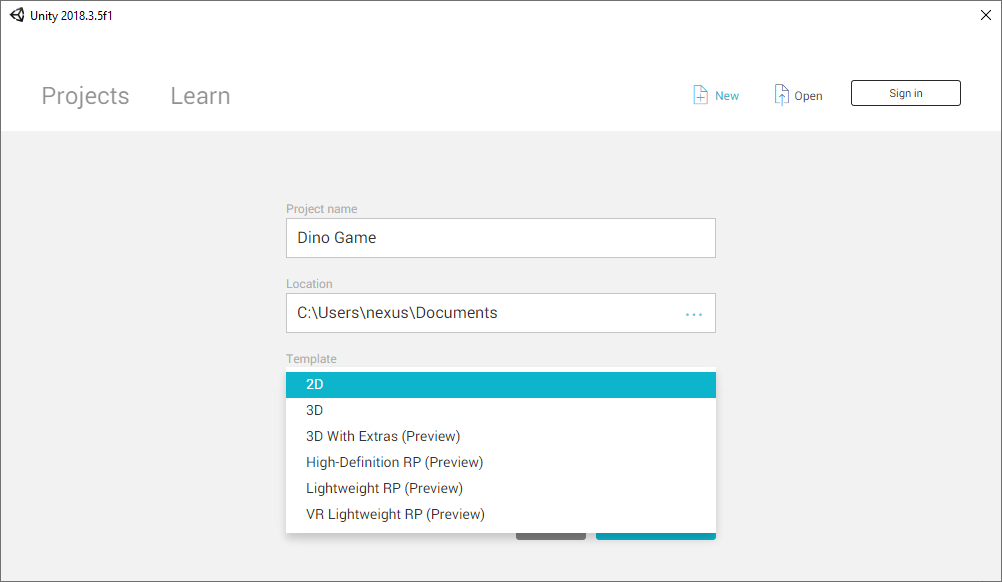 Unity 2018.3.5f1
Projects Learn New Open Sign in
Project name
Dino Game
Location
C:\Users\nexus\Documents ...
Template
2D
3D
3D With Extras (Preview)
High-Definition RP (Preview)
Lightweight RP (Preview)
VR Lightweight RP (Preview)